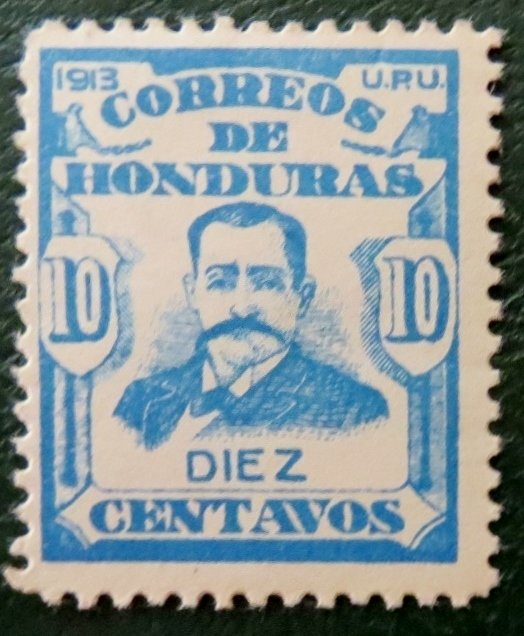 1913 U.P.U.
CORREOS
DE
HONDURAS
10 10
DIEZ
CENTAVOS